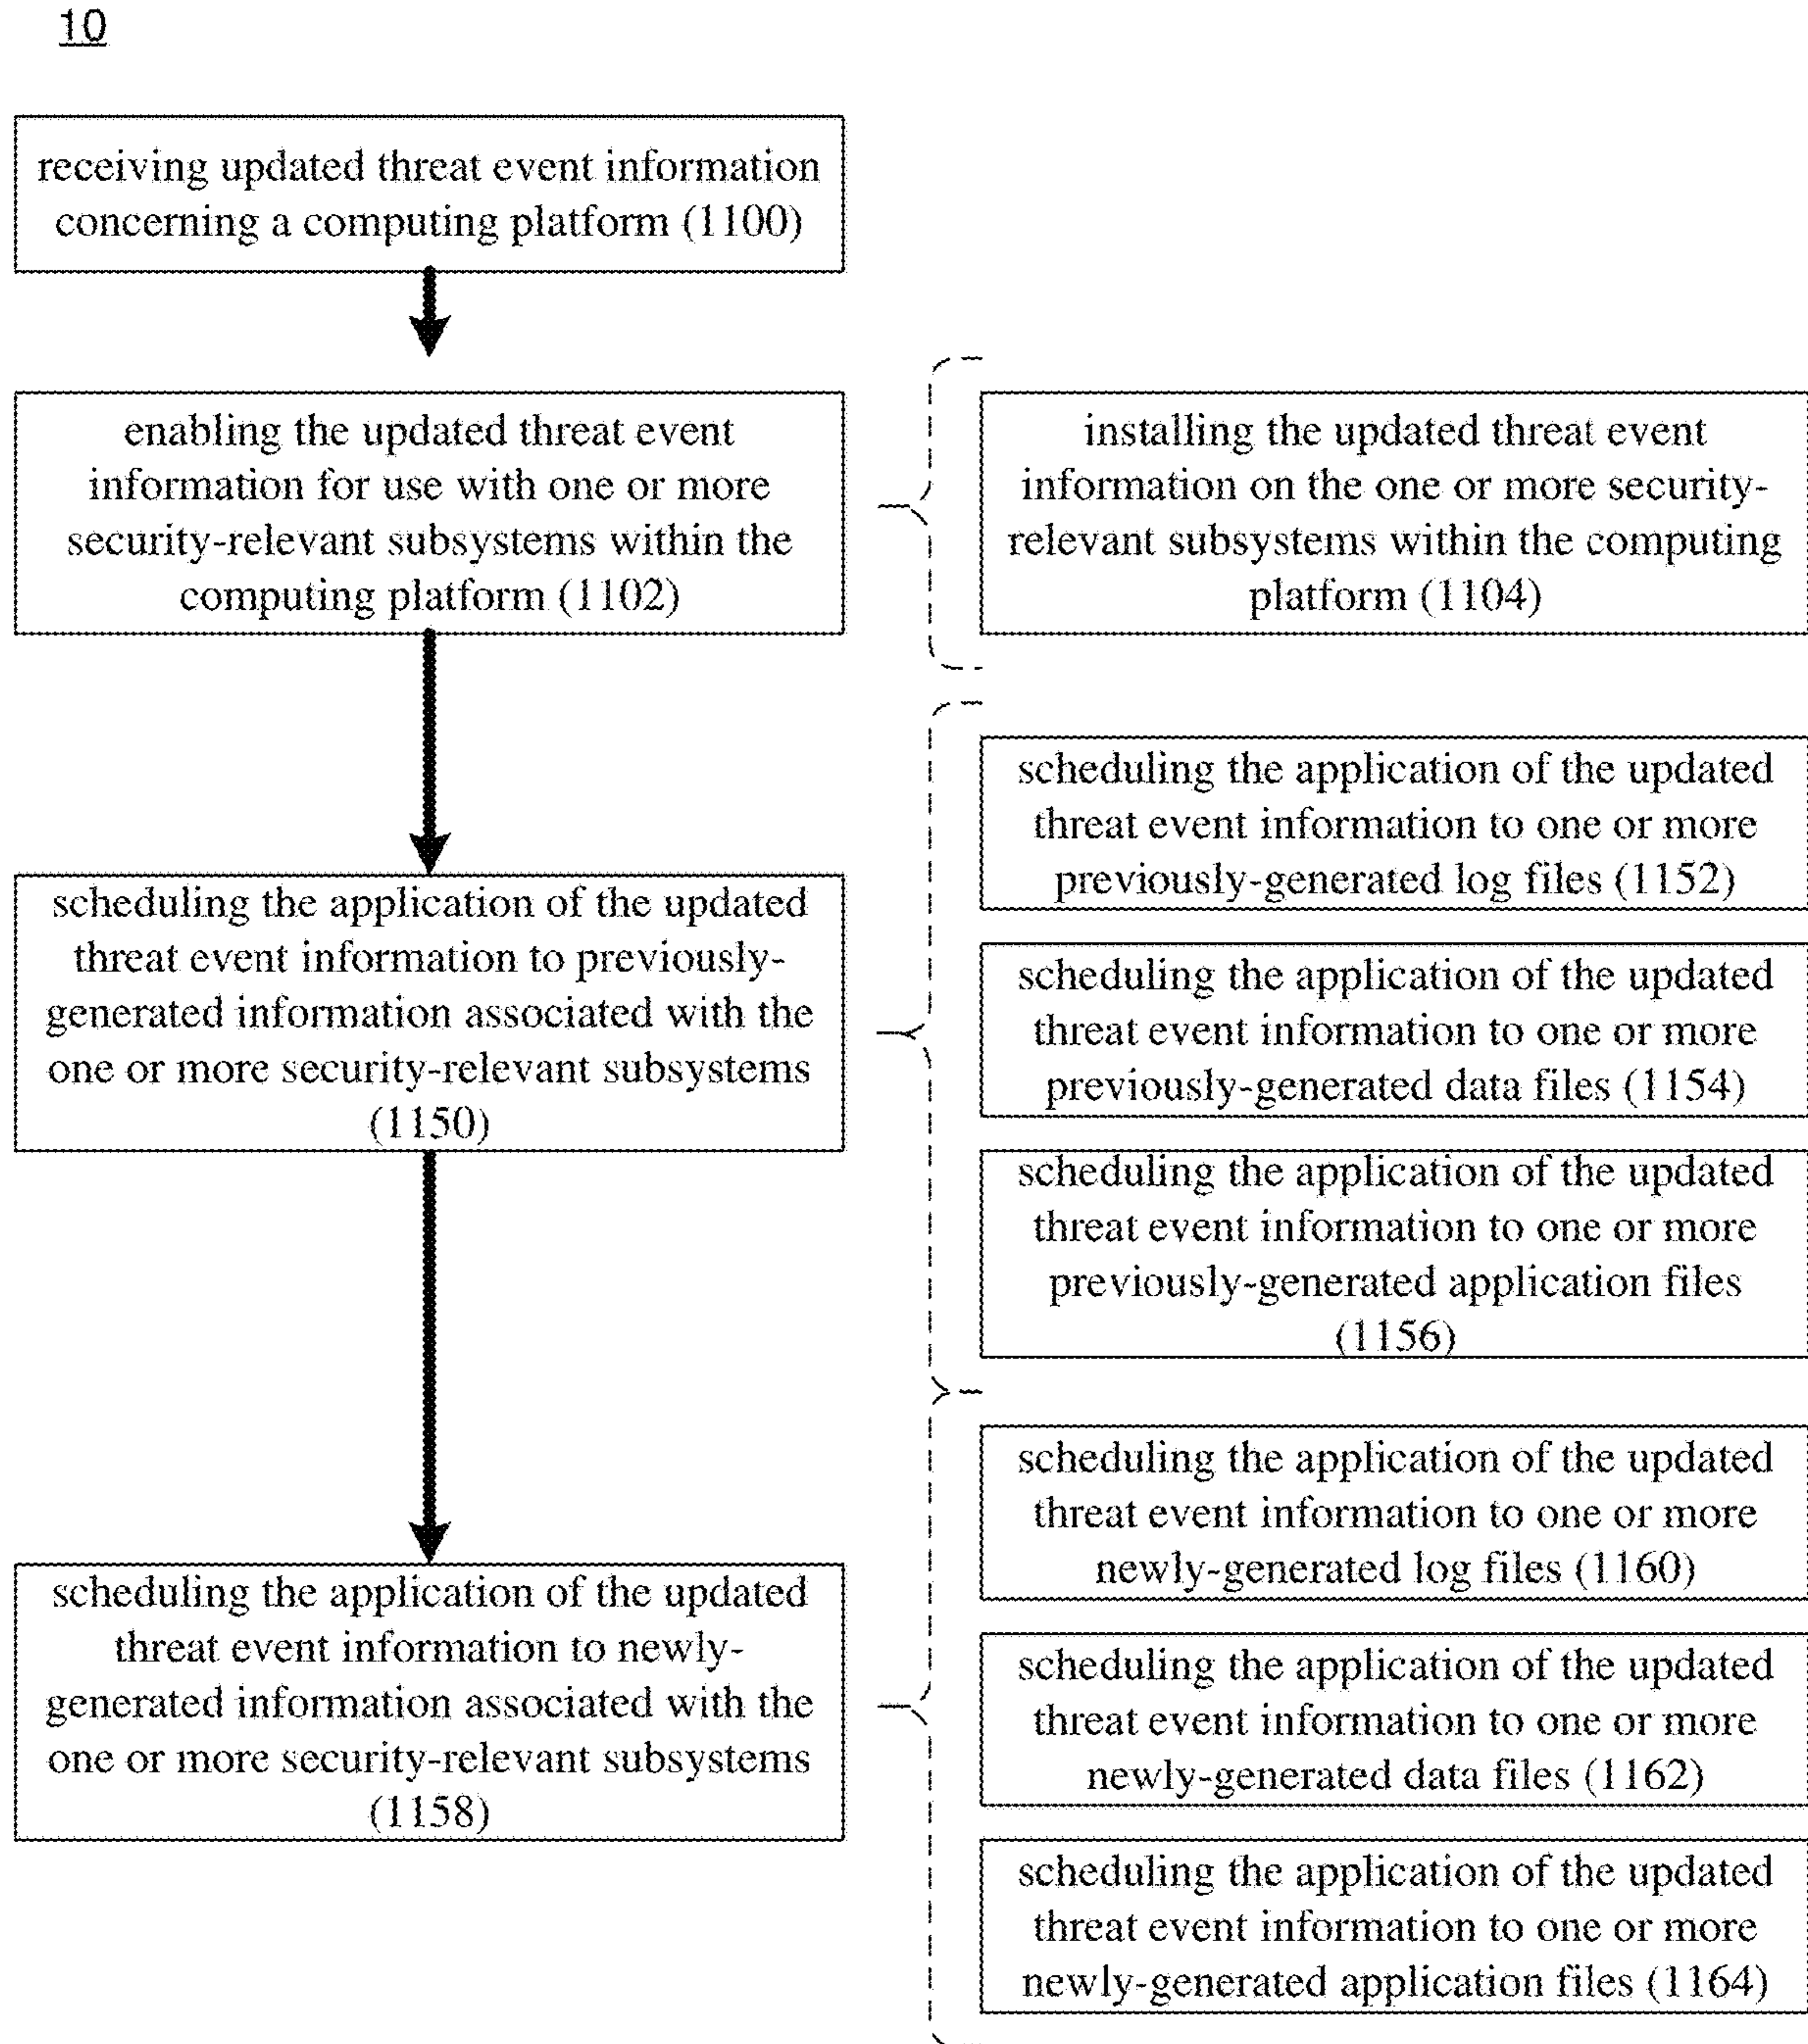 10
receiving updated threat event information
concerning a computing platform (1100)
enabling the updated threat event
information for use with one or more
security-relevant subsystems within the
computing platform (1102)
installing the updated threat event
information on the one or more security-
relevant subsystems within the computing
platform (1104)
scheduling the application of the updated
threat event information to previously-
generated information associated with the
one or more security-relevant subsystems
(1150)
scheduling the application of the updated
threat event information to one or more
previously-generated log files (1152)
scheduling the application of the updated
threat event information to one or more
previously-generated data files (1154)
scheduling the application of the updated
threat event information to one or more
previously-generated application files
(1156)
scheduling the application of the updated
threat event information to newly-
generated information associated with the
one or more security-relevant subsystems
(1158)
scheduling the application of the updated
threat event information to one or more
newly-generated log files (1160)
scheduling the application of the updated
threat event information to one or more
newly-generated data files (1162)
scheduling the application of the updated
threat event information to one or more
newly-generated application files (1164)